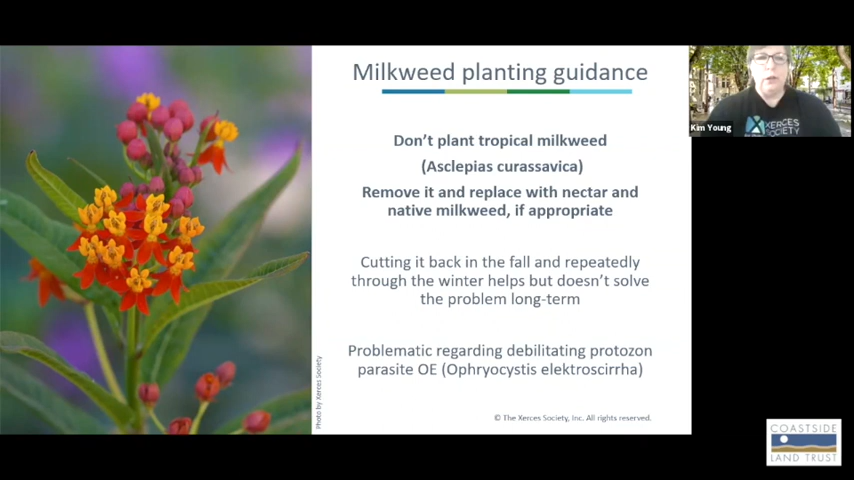 Milkweed planting guidance
Don't plant tropical milkweed
(Asclepias curassavica)
Remove it and replace with nectar and
native milkweed, if appropriate
Cutting it back in the fall and repeatedly
through the winter helps but doesn't solve
the problem long-term
Problematic regarding debilitating protozon
parasite OE (Ophryocystis elektroscirrha)
Photo by Xerces Society
© The Xerces Society, Inc. All rights reserved.
XERCES
SOCIETY
Kim Young
COASTSIDE
LAND TRUST